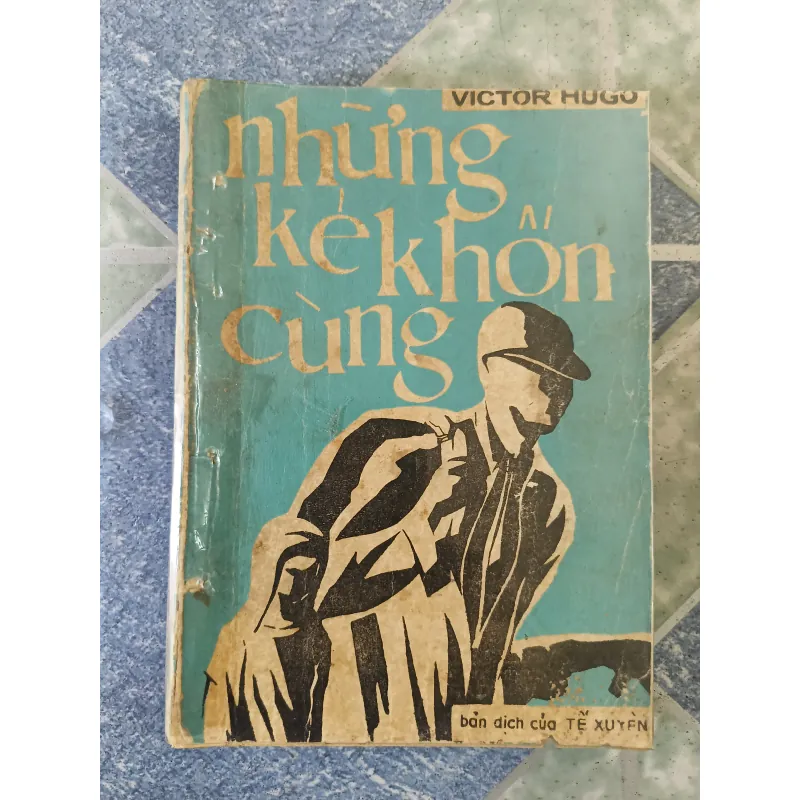 VICTOR HUGO
những
kẻ khốn
cùng
bản dịch của TẾ XUYÊN